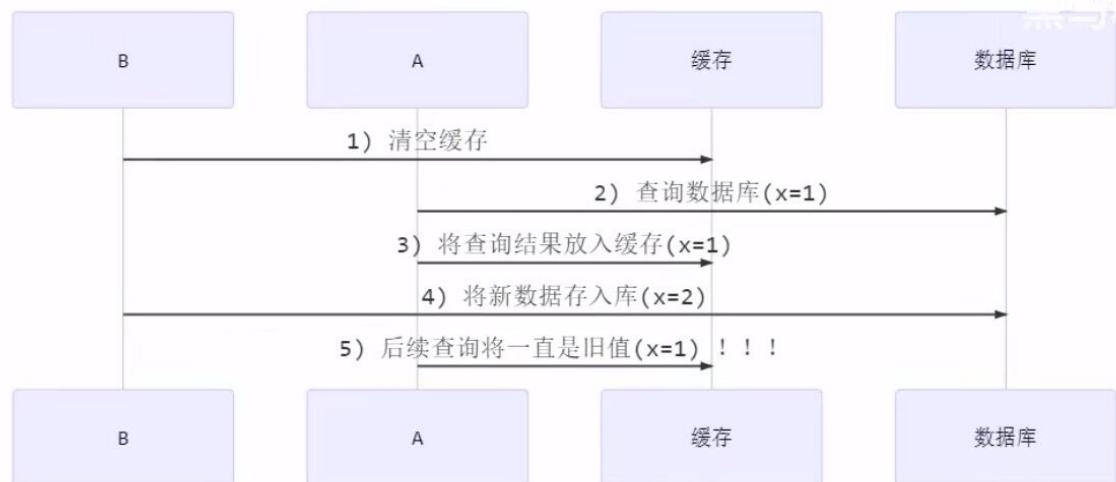 B
A
缓存
数据库
1) 清空缓存
2) 查询数据库(x=1)
3) 将查询结果放入缓存(x=1)
4) 将新数据存入库(x=2)
5) 后续查询将一直是旧值(x=1) ！！！
B
A
缓存
数据库